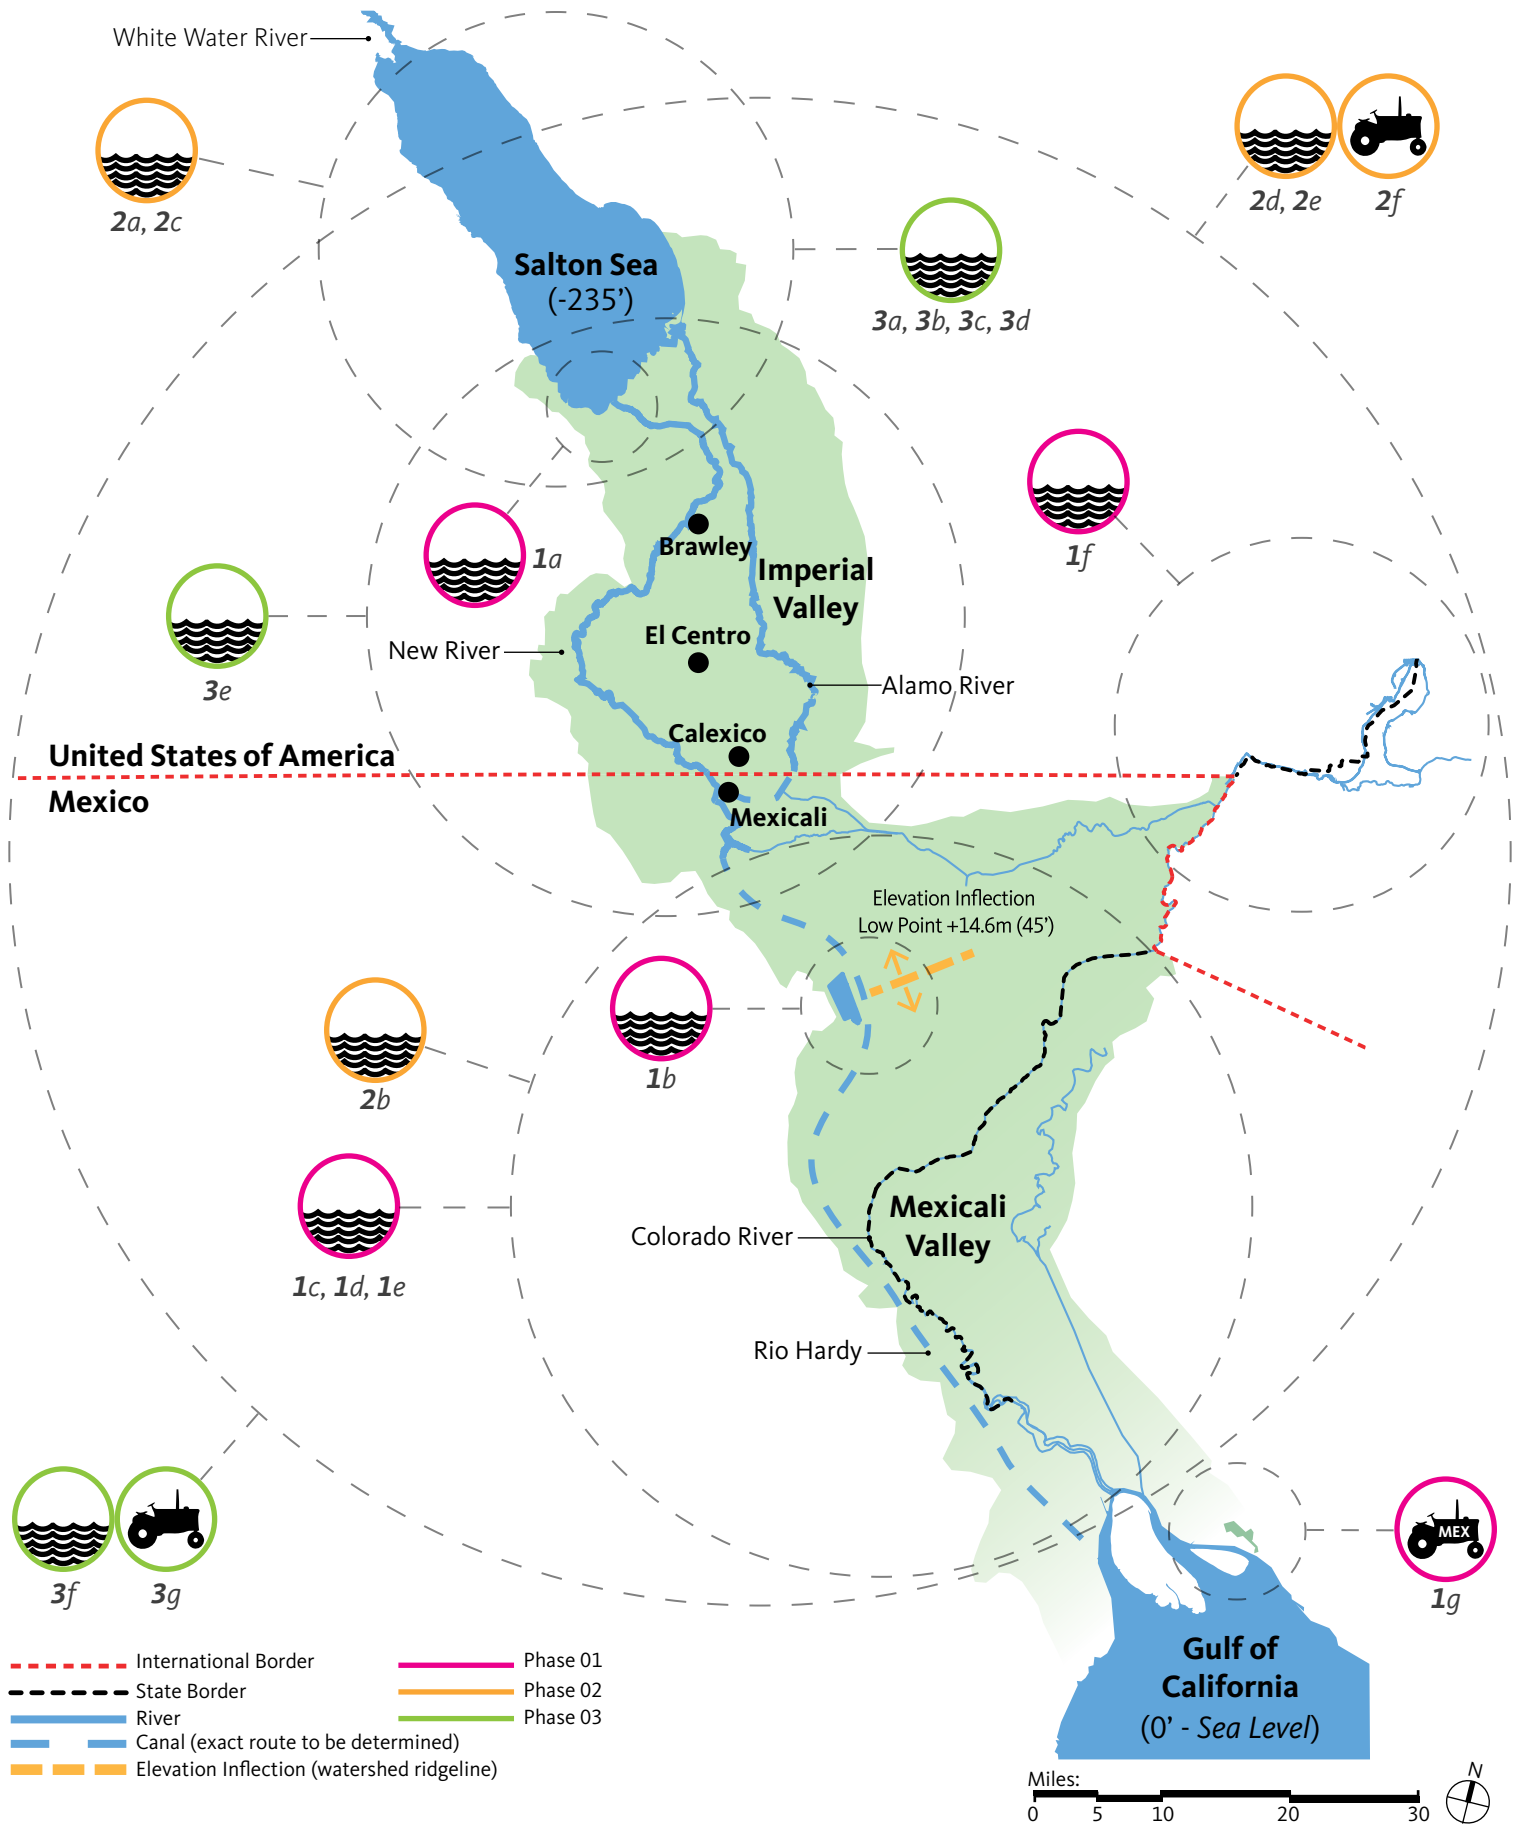 White Water River
2a, 2c
2d, 2e
2f
Salton Sea
(-235’)
3a, 3b, 3c, 3d
1f
1a
Brawley
Imperial
Valley
3e
New River
El Centro
Alamo River
Calexico
United States of America
Mexico
Mexicali
Elevation Inflection
Low Point +14.6m (45’)
1b
2b
1c, 1d, 1e
Mexicali
Valley
Colorado River
Rio Hardy
3f
3g
MEX
1g
Gulf of
California
(0’ - Sea Level)
International Border
State Border
River
Canal (exact route to be determined)
Elevation Inflection (watershed ridgeline)
Phase 01
Phase 02
Phase 03
Miles:
0 5 10 20 30
N